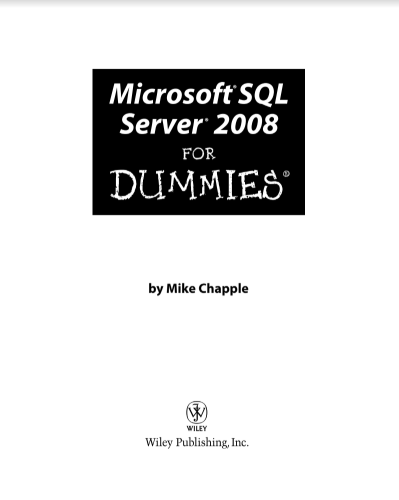 Microsoft® SQL
Server® 2008
FOR
DUMMIES®
by Mike Chapple
WILEY
Wiley Publishing, Inc.